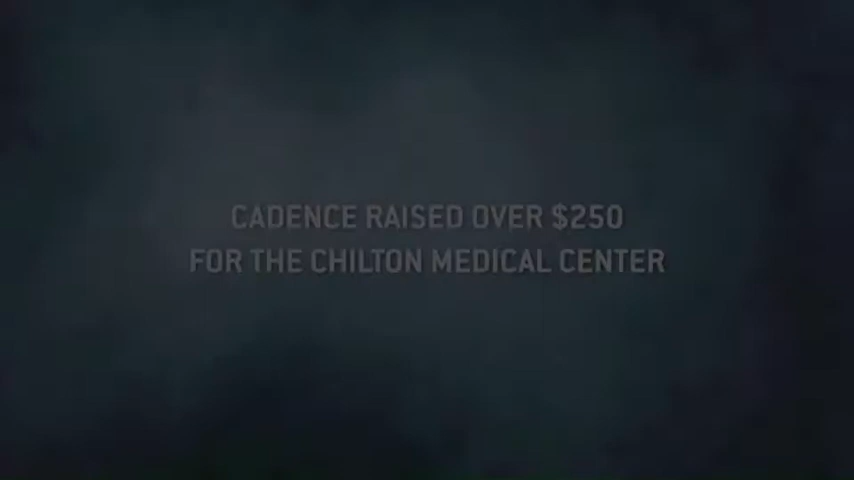 CADENCE RAISED OVER $250
FOR THE CHILTON MEDICAL CENTER